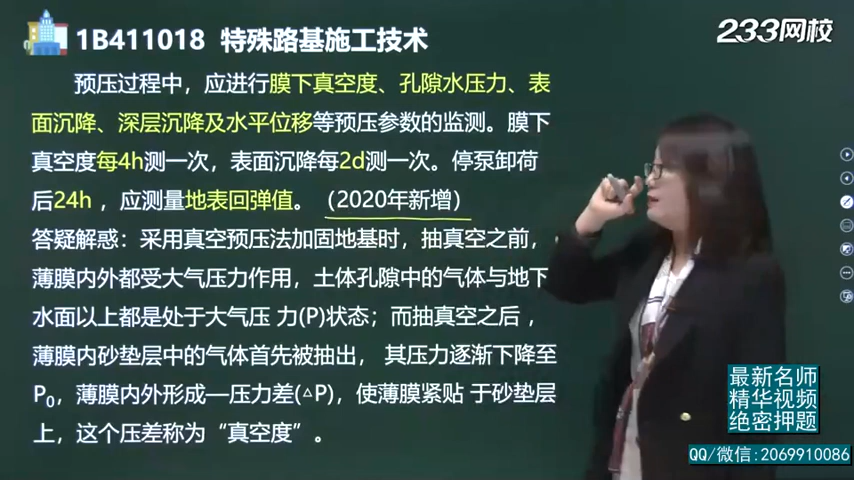 1B411018 特殊路基施工技术
233网校
预压过程中，应进行膜下真空度、孔隙水压力、表
面沉降、深层沉降及水平位移等预压参数的监测。膜下
真空度每4h测一次，表面沉降每2d测一次。停泵卸荷
后24h ，应测量地表回弹值。（2020年新增）
答疑解惑：采用真空预压法加固地基时，抽真空之前，
薄膜内外都受大气压力作用，土体孔隙中的气体与地下
水面以上都是处于大气压 力(P)状态；而抽真空之后 ，
薄膜内砂垫层中的气体首先被抽出， 其压力逐渐下降至
P0，薄膜内外形成一压力差(△P)，使薄膜紧贴 于砂垫层
上，这个压差称为“真空度”。
最新名师
精华视频
绝密押题
QQ/微信:2069910086